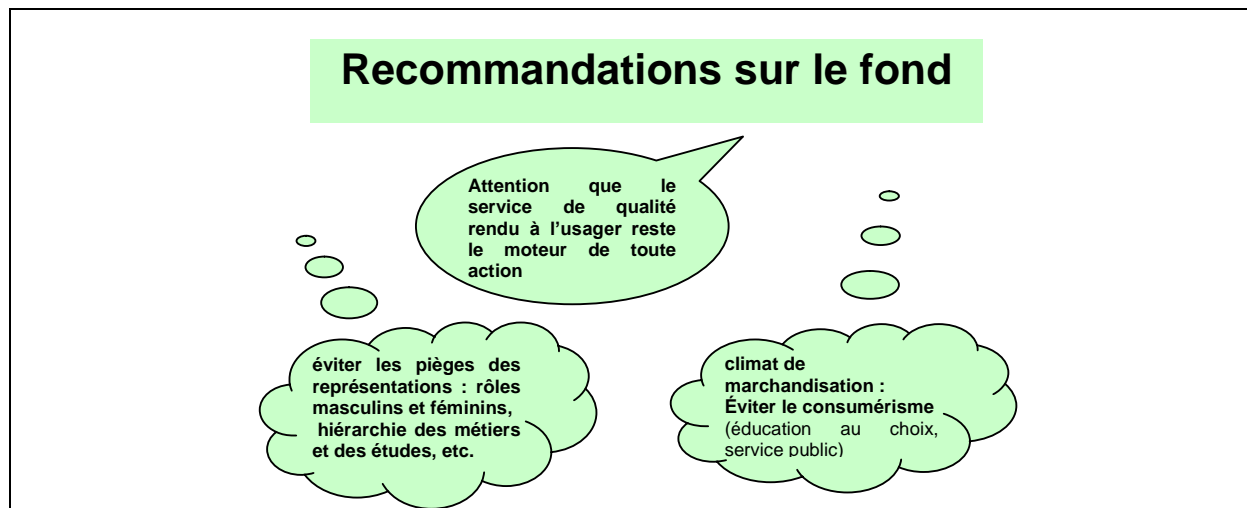 Recommandations sur le fond
Attention que le
service de qualité
rendu à l'usager reste
le moteur de toute
action
éviter les pièges des
représentations : rôles
masculins et féminins,
hiérarchie des métiers
et des études, etc.
climat de
marchandisation :
Éviter le consumérisme
(éducation au choix,
service public)